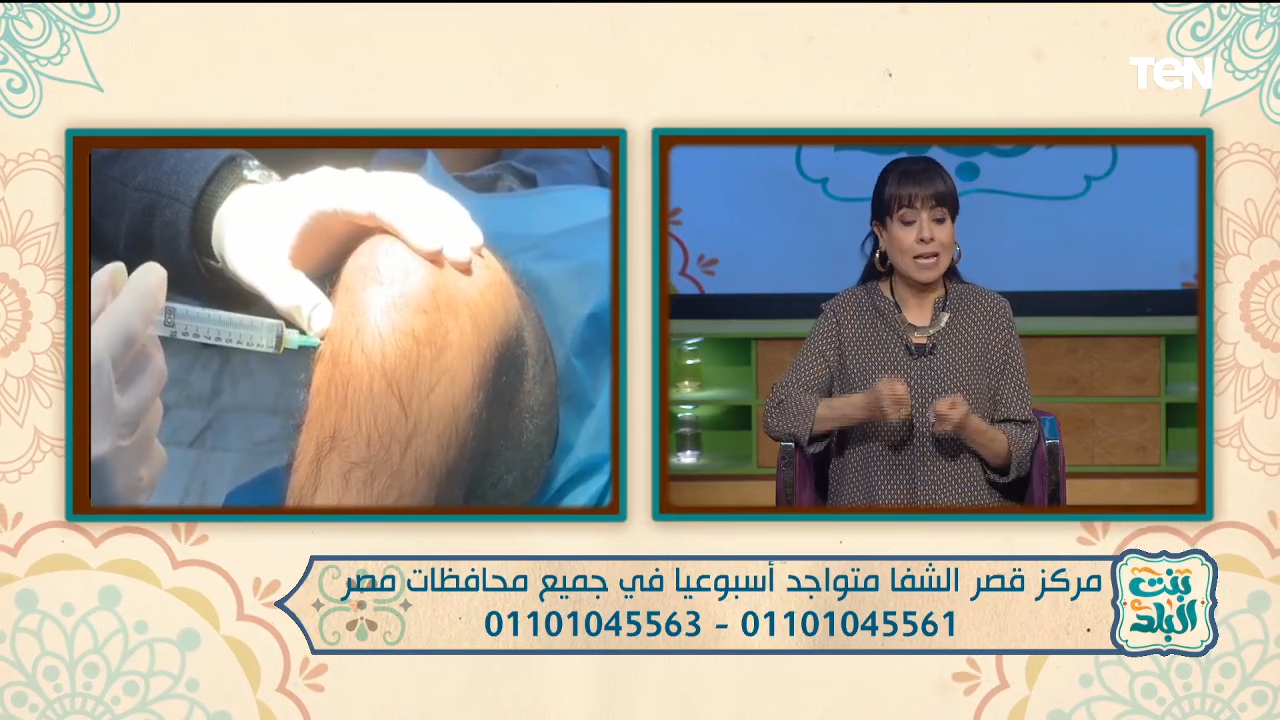 TEN
مركز قصر الشفا متواجد أسبوعيا في جميع محافظات مصر
01101045563 - 01101045561
بنت
البلد